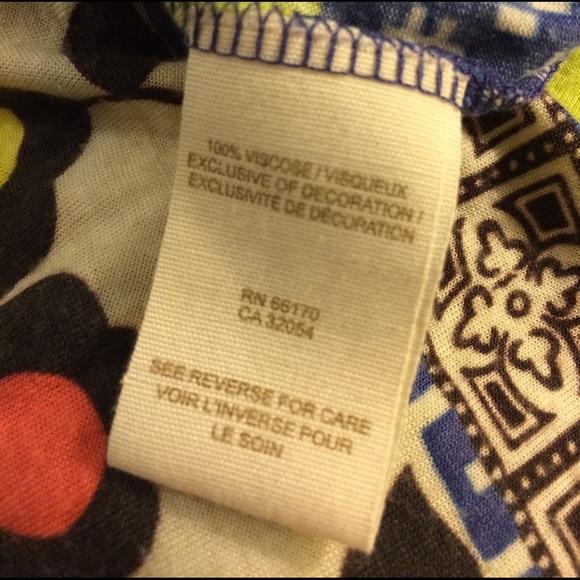 100% VISCOSE / VISQUEUX
EXCLUSIVE OF DECORATION /
EXCLUSIVITÉ DE DECORATION
RN 66170
CA 32054
SEE REVERSE FOR CARE
VOIR L'INVERSE POUR
LE SOIN